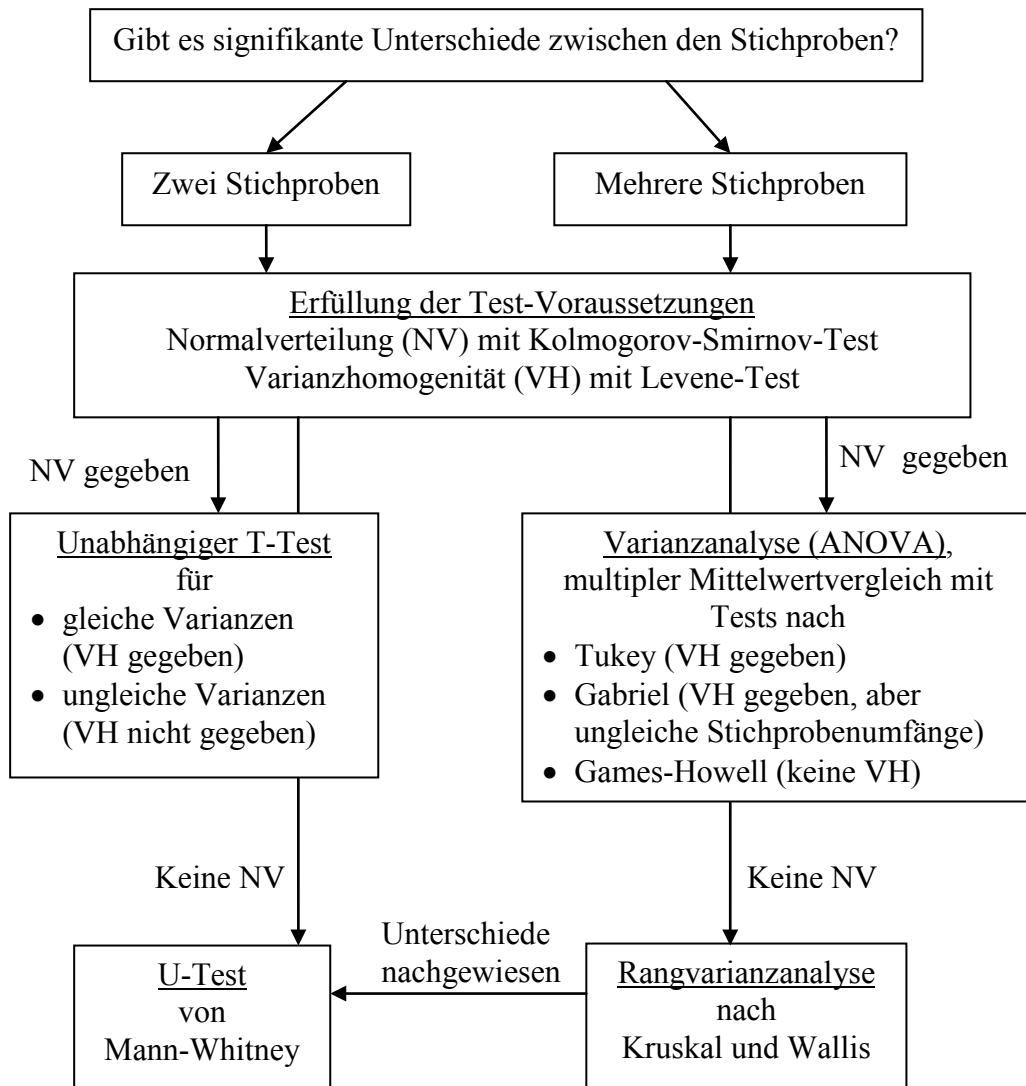 Gibt es signifikante Unterschiede zwischen den Stichproben?
Zwei Stichproben
Mehrere Stichproben
Erfüllung der Test-Voraussetzungen
Normalverteilung (NV) mit Kolmogorov-Smirnov-Test
Varianzhomogenität (VH) mit Levene-Test
NV gegeben
NV gegeben
Unabhängiger T-Test
für
• gleiche Varianzen
(VH gegeben)
• ungleiche Varianzen
(VH nicht gegeben)
Varianzanalyse (ANOVA),
multipler Mittelwertvergleich mit
Tests nach
• Tukey (VH gegeben)
• Gabriel (VH gegeben, aber
ungleiche Stichprobenumfänge)
• Games-Howell (keine VH)
Keine NV
Keine NV
Unterschiede
nachgewiesen
U-Test
von
Mann-Whitney
Rangvarianzanalyse
nach
Kruskal und Wallis